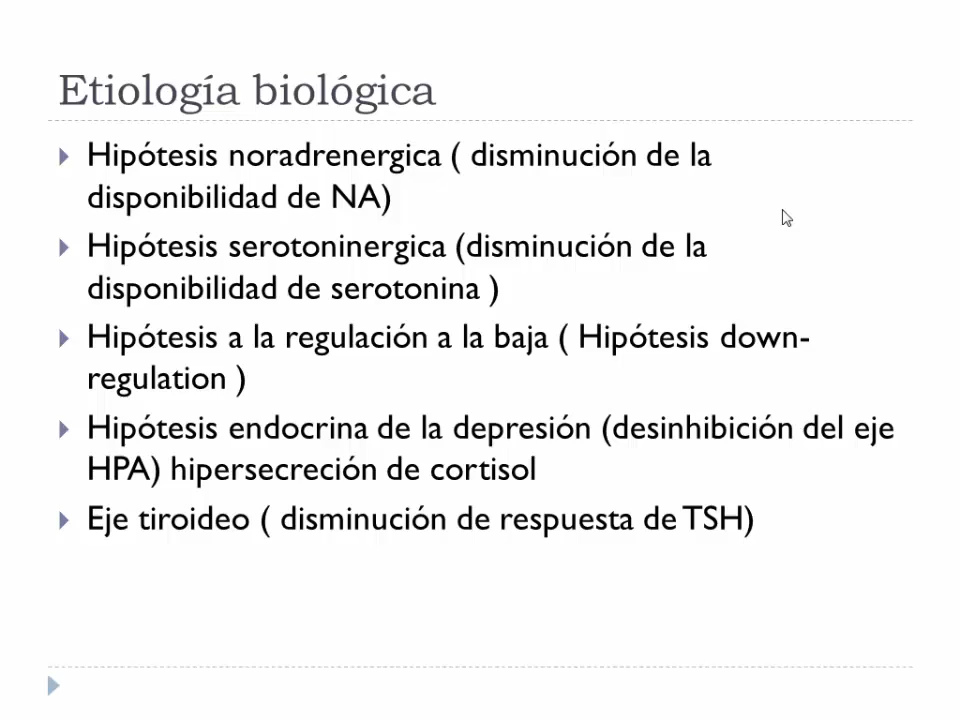 Etiología biológica
Hipótesis noradrenergica ( disminución de la
disponibilidad de NA)
Hipótesis serotoninergica (disminución de la
disponibilidad de serotonina )
Hipótesis a la regulación a la baja ( Hipótesis down-
regulation )
Hipótesis endocrina de la depresión (desinhibición del eje
HPA) hipersecreción de cortisol
Eje tiroideo ( disminución de respuesta de TSH)